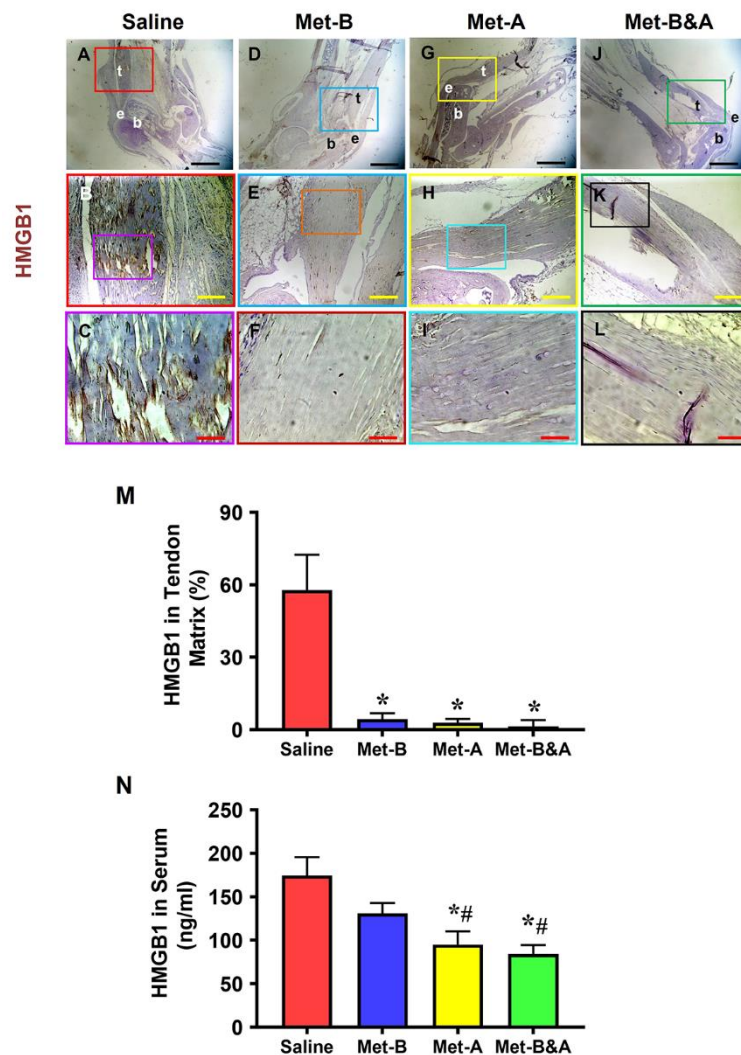 Saline Met-B Met-A Met-B&A
HMGB1
A D G J
t
e
b
t
b
e
t
e
b
t
e
b
B E H K
C F I L
M
HMGB1 in Tendon
Matrix (%)
90
60
30
0
* * *
Saline Met-B Met-A Met-B&A
N
HMGB1 in Serum
(ng/ml)
250
200
150
100
50
0
*# *#
Saline Met-B Met-A Met-B&A